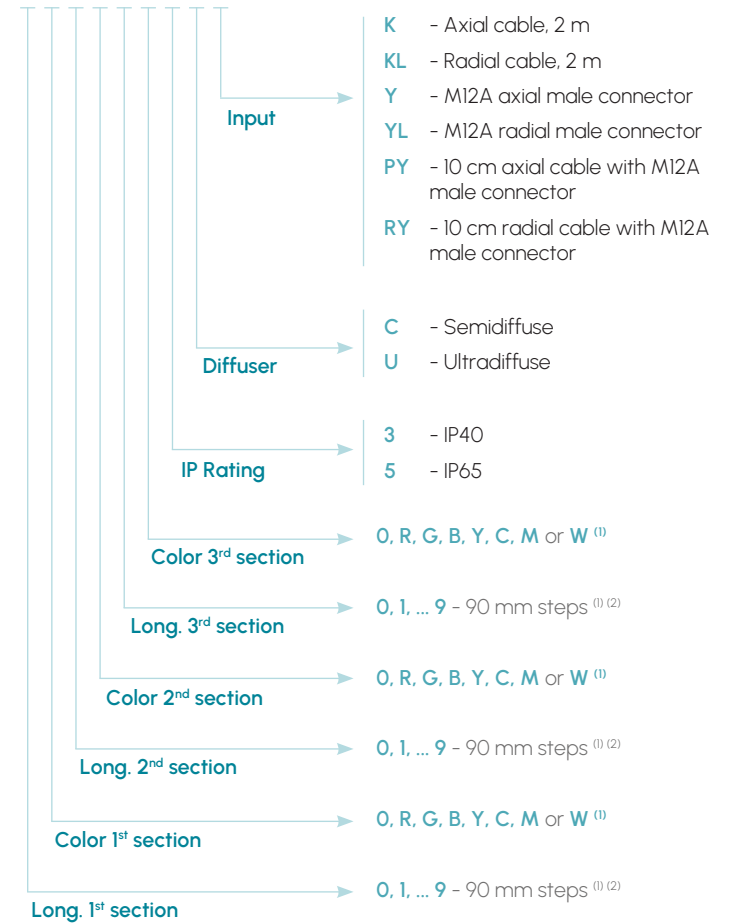 K - Axial cable, 2 m
KL - Radial cable, 2 m
Y - M12A axial male connector
Input
YL - M12A radial male connector
PY - 10 cm axial cable with M12A
male connector
RY - 10 cm radial cable with M12A
male connector
C - Semidiffuse
Diffuser
U - Ultradiffuse
3 - IP40
IP Rating
5 - IP65
0, R, G, B, Y, C, M or W (1)
Color 3rd section
0, 1, ... 9 - 90 mm steps (1) (2)
Long. 3rd section
0, R, G, B, Y, C, M or W (1)
Color 2nd section
0, 1, ... 9 - 90 mm steps (1) (2)
Long. 2nd section
0, R, G, B, Y, C, M or W (1)
Color 1st section
0, 1, ... 9 - 90 mm steps (1) (2)
Long. 1st section